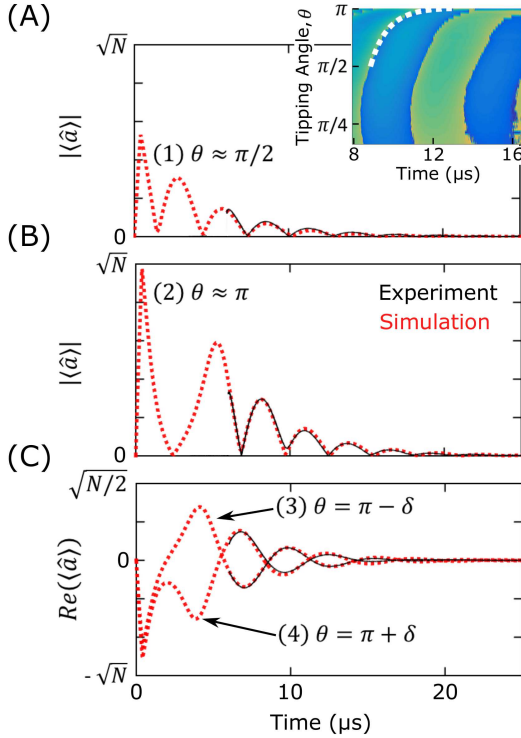 (A)
√N
|⟨â⟩|
0
(1) θ ≈ π/2
Tipping Angle, θ
π
π/2
π/4
8 12 16
Time (μs)
(B)
√N
|⟨â⟩|
0
(2) θ ≈ π
Experiment
Simulation
(C)
√N/2
Re(⟨â⟩)
0
-√N
(3) θ = π − δ
(4) θ = π + δ
0 10 20
Time (μs)